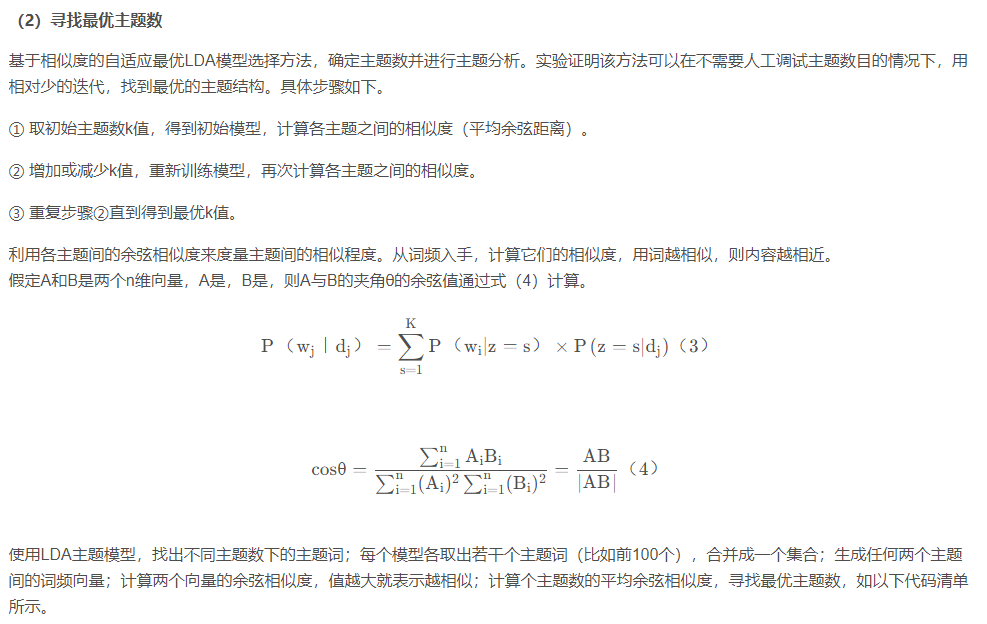 （2）寻找最优主题数
基于相似度的自适应最优LDA模型选择方法，确定主题数并进行主题分析。实验证明该方法可以在不需要人工调试主题数目的情况下，用
相对少的迭代，找到最优的主题结构。具体步骤如下。
① 取初始主题数k值，得到初始模型，计算各主题之间的相似度（平均余弦距离）。
② 增加或减少k值，重新训练模型，再次计算各主题之间的相似度。
③ 重复步骤②直到得到最优k值。
利用各主题间的余弦相似度来度量主题间的相似程度。从词频入手，计算它们的相似度，用词越相似，则内容越相近。
假定A和B是两个n维向量，A是，B是，则A与B的夹角θ的余弦值通过式（4）计算。
P（w_j｜d_j）=∑_{s=1}^{K}P（w_i|z=s）×P(z=s|d_j)（3）
cosθ=\frac{∑_{i=1}^{n}A_iB_i}{∑_{i=1}^{n}(A_i)^2∑_{i=1}^{n}(B_i)^2}=\frac{AB}{|AB|}（4）
使用LDA主题模型，找出不同主题数下的主题词；每个模型各取出若干个主题词（比如前100个），合并成一个集合；生成任何两个主题
间的词频向量；计算两个向量的余弦相似度，值越大就表示越相似；计算个主题数的平均余弦相似度，寻找最优主题数，如以下代码清单
所示。